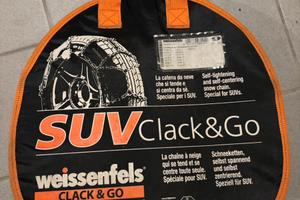 La catena da neve
che si tende e
si centra da sè.
Speciale per i SUV.
Self-tightening
and self-centering
snow chain.
Special for SUVs.
SUV Clack&Go
La chaîne à neige
qui se tend et se
centre toute seule.
Spéciale pour SUV.
Schneeketten,
selbst spannend
und selbst
zentrierend.
Speziell für SUV.
weissenfels
CLACK & GO